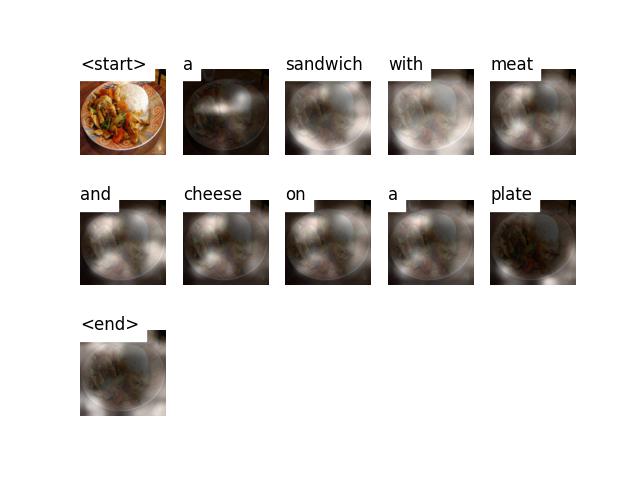 <start> a sandwich with meat
and cheese on a plate
<end>